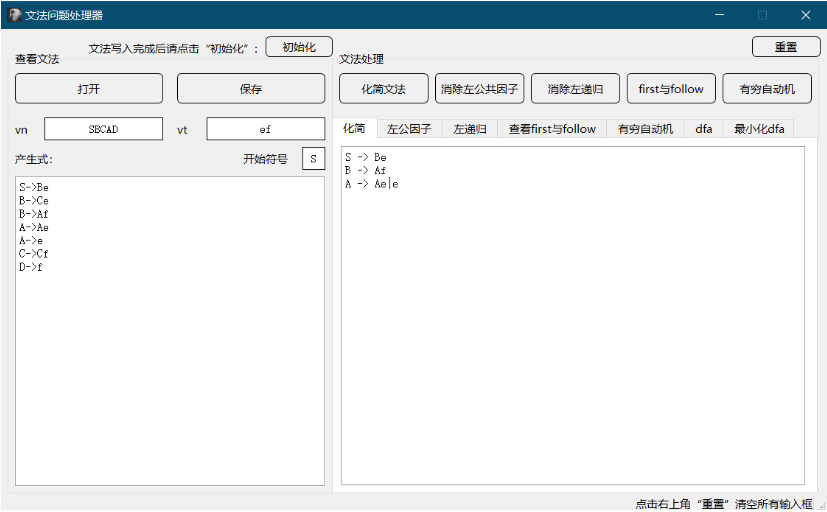 文法问题处理器
文法写入完成后请点击“初始化”： 初始化 重置
查看文法
打开 保存
vn SBCAD vt ef
产生式: 开始符号 S
S->Be
B->Ce
B->Af
A->Ae
A->e
C->Cf
D->f
文法处理
化简文法 消除左公共因子 消除左递归 first与follow 有穷自动机
化简 左公因子 左递归 查看first与follow 有穷自动机 dfa 最小化dfa
S -> Be
B -> Af
A -> Ae|e
点击右上角“重置”清空所有输入框